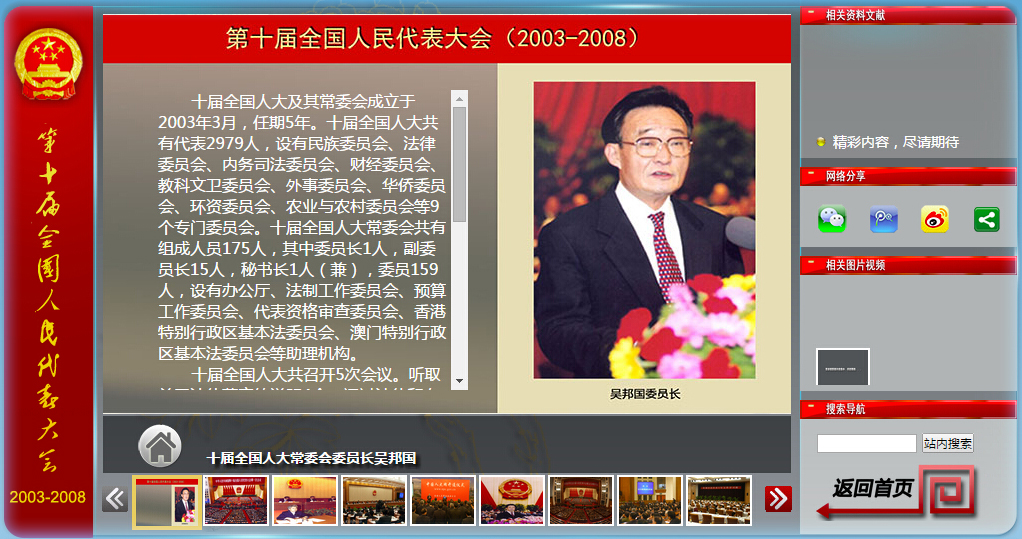 第十届全国人民代表大会
2003-2008
第十届全国人民代表大会（2003-2008）
十届全国人大及其常委会成立于
2003年3月，任期5年。十届全国人大共
有代表2979人，设有民族委员会、法律
委员会、内务司法委员会、财经委员会、
教科文卫委员会、外事委员会、华侨委员
会、环资委员会、农业与农村委员会等9
个专门委员会。十届全国人大常委会共有
组成人员175人，其中委员长1人，副委
员长15人，秘书长1人（兼），委员159
人，设有办公厅、法制工作委员会、预算
工作委员会、代表资格审查委员会、香港
特别行政区基本法委员会、澳门特别行政
区基本法委员会等助理机构。
十届全国人大共召开5次会议。听取
吴邦国委员长
十届全国人大常委会委员长吴邦国
相关资料文献
精彩内容，尽请期待
网络分享
相关图片视频
搜索导航
站内搜索
返回首页